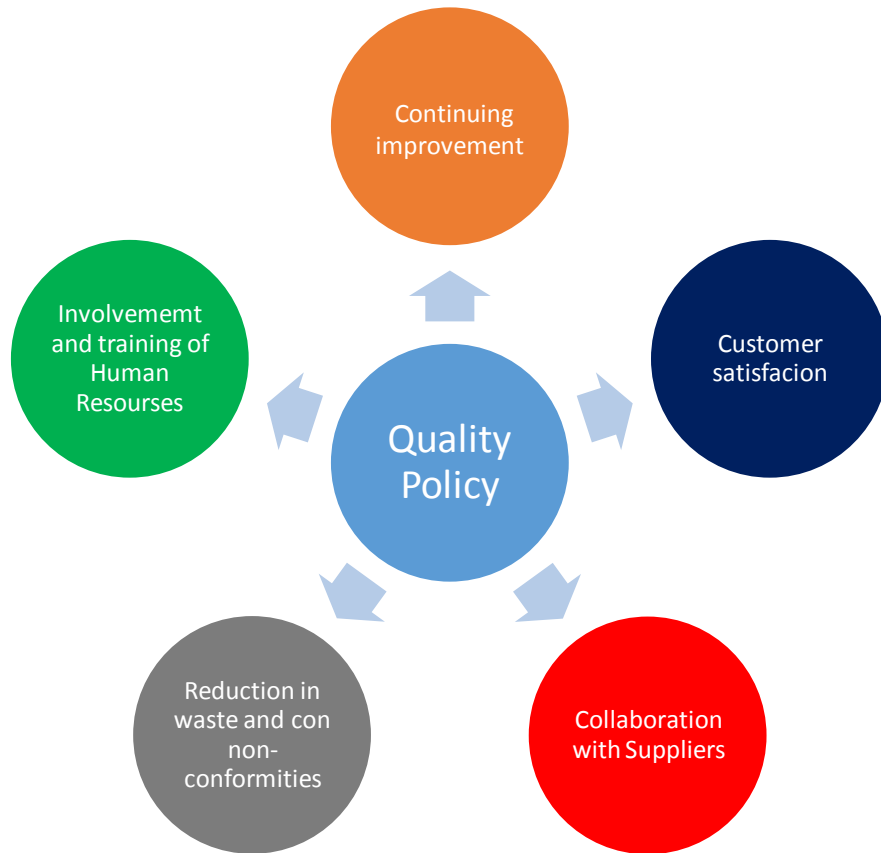 Continuing
improvement
Involvememt
and training of
Human
Resourses
Customer
satisfacion
Quality
Policy
Reduction in
waste and con
non-
conformities
Collaboration
with Suppliers